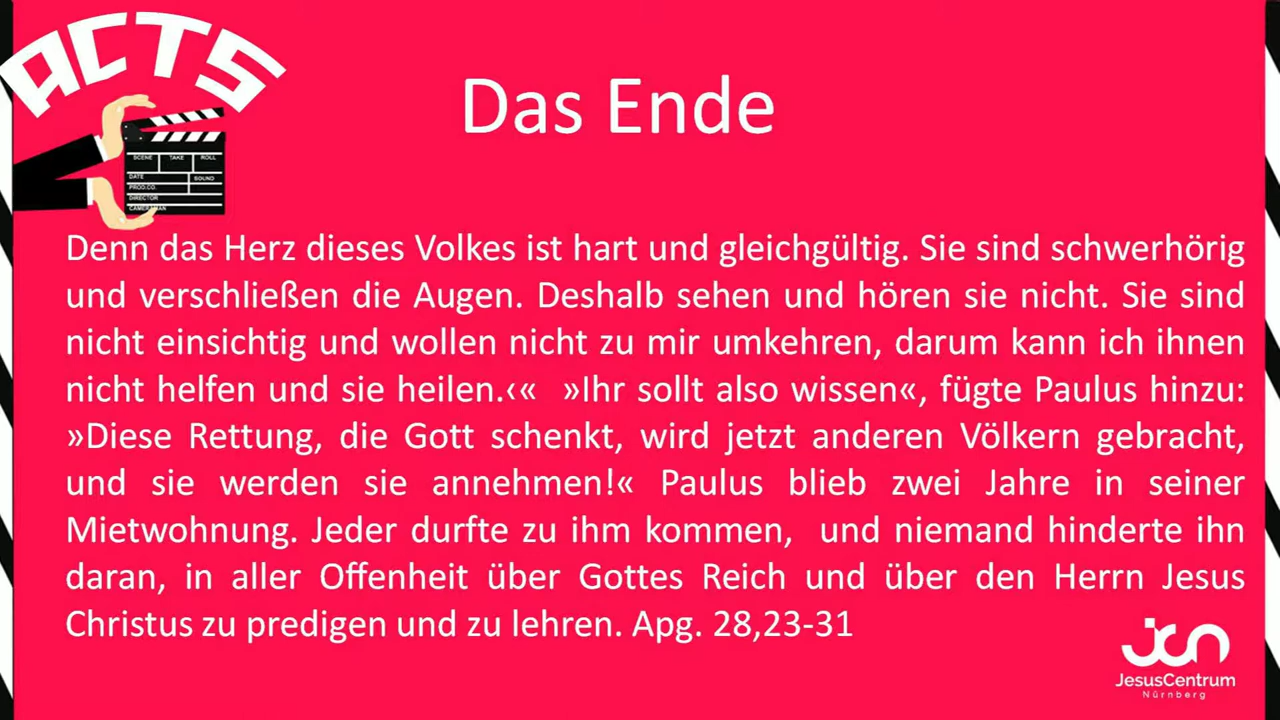 ACTS
Das Ende
SCENE TAKE ROLL
DATE SOUND
PROD.CO.
DIRECTOR
CAMERAMAN
Denn das Herz dieses Volkes ist hart und gleichgültig. Sie sind schwerhörig
und verschließen die Augen. Deshalb sehen und hören sie nicht. Sie sind
nicht einsichtig und wollen nicht zu mir umkehren, darum kann ich ihnen
nicht helfen und sie heilen.‹« »Ihr sollt also wissen«, fügte Paulus hinzu:
»Diese Rettung, die Gott schenkt, wird jetzt anderen Völkern gebracht,
und sie werden sie annehmen!« Paulus blieb zwei Jahre in seiner
Mietwohnung. Jeder durfte zu ihm kommen, und niemand hinderte ihn
daran, in aller Offenheit über Gottes Reich und über den Herrn Jesus
Christus zu predigen und zu lehren. Apg. 28,23-31
jcn
JesusCentrum
Nürnberg